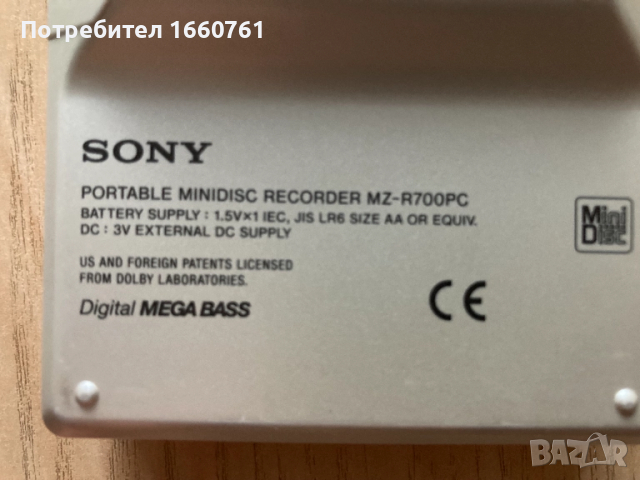 Потребител 1660761
SONY
PORTABLE MINIDISC RECORDER MZ-R700PC
BATTERY SUPPLY : 1.5V×1 IEC, JIS LR6 SIZE AA OR EQUIV.
DC : 3V EXTERNAL DC SUPPLY
Mini
DISC
US AND FOREIGN PATENTS LICENSED
FROM DOLBY LABORATORIES.
Digital MEGA BASS
CE
BAZAR